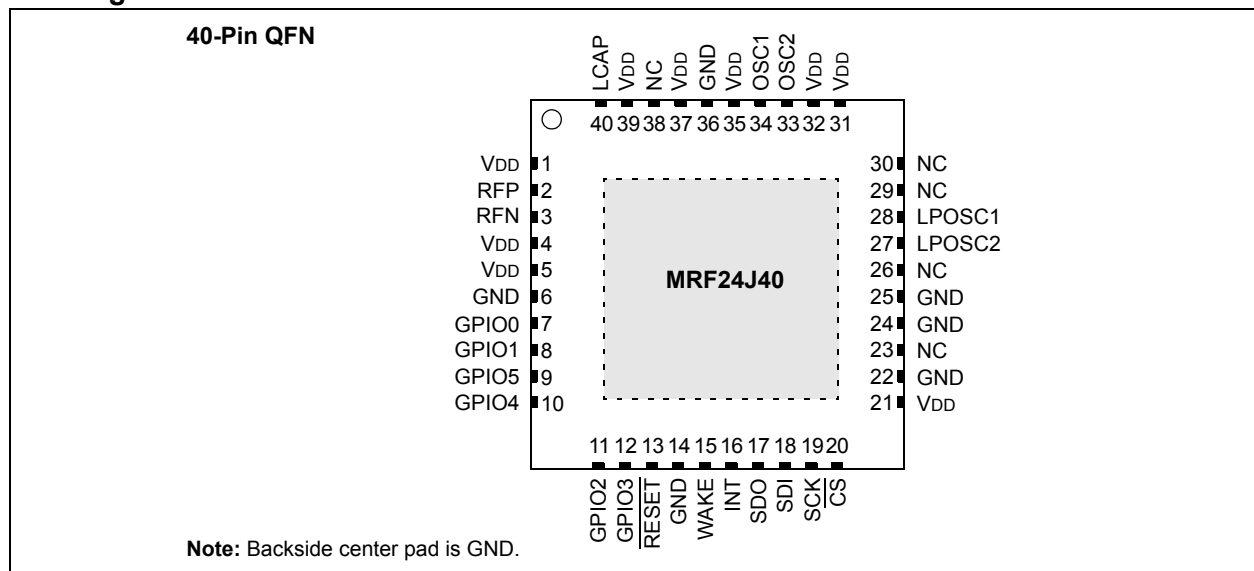 40-Pin QFN
LCAP
VDD
NC
VDD
GND
VDD
OSC1
OSC2
VDD
VDD
40 39 38 37 36 35 34 33 32 31
VDD 1
RFP 2
RFN 3
VDD 4
VDD 5
GND 6
GPIO0 7
GPIO1 8
GPIO5 9
GPIO4 10
MRF24J40
30 NC
29 NC
28 LPOSC1
27 LPOSC2
26 NC
25 GND
24 GND
23 NC
22 GND
21 VDD
11 12 13 14 15 16 17 18 19 20
GPIO2
GPIO3
RESET
GND
WAKE
INT
SDO
SDI
SCK
CS
Note: Backside center pad is GND.